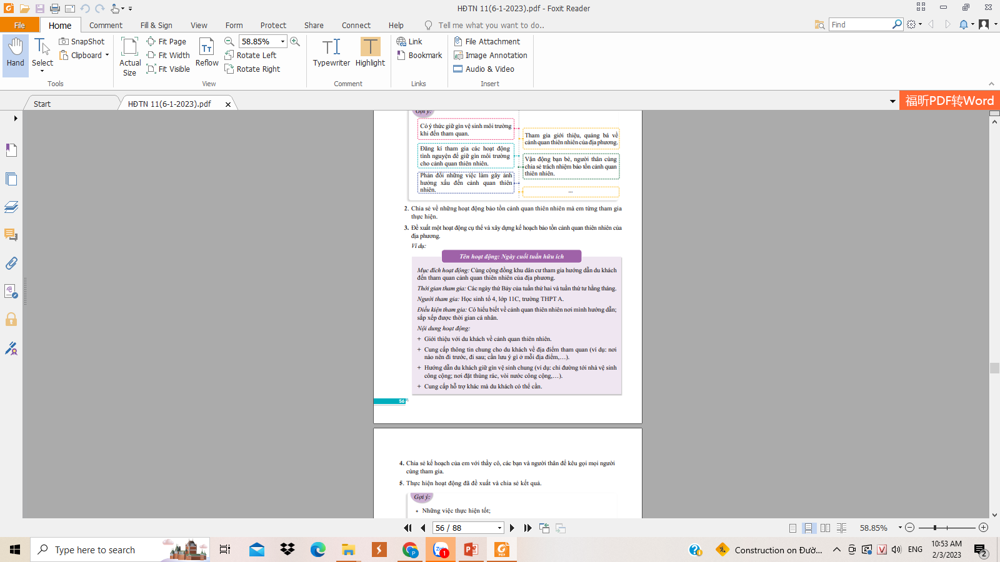 HĐTN 11(6-1-2023).pdf - Foxit Reader
File
Home
Comment
Fill & Sign
View
Form
Protect
Share
Connect
Help
Tell me what you want to do..
Find
Hand
Select
SnapShot
Clipboard
Tools
Actual
Size
Fit Page
Fit Width
Fit Visible
Reflow
58.85%
Rotate Left
Rotate Right
View
Typewriter
Highlight
Comment
Link
Bookmark
Links
File Attachment
Image Annotation
Audio & Video
Insert
Start
HĐTN 11(6-1-2023).pdf
福昕PDF转Word
Gợi ý:
Có ý thức giữ gìn vệ sinh môi trường
khi đến tham quan.
Tham gia giới thiệu, quảng bá về
cảnh quan thiên nhiên của địa phương.
Đăng kí tham gia các hoạt động
tình nguyện để giữ gìn môi trường
cho cảnh quan thiên nhiên.
Vận động bạn bè, người thân cùng
chia sẻ trách nhiệm bảo tồn cảnh quan
thiên nhiên.
Phản đối những việc làm gây ảnh
hưởng xấu đến cảnh quan thiên
nhiên.
...
2. Chia sẻ về những hoạt động bảo tồn cảnh quan thiên nhiên mà em từng tham gia
thực hiện.
3. Đề xuất một hoạt động cụ thể và xây dựng kế hoạch bảo tồn cảnh quan thiên nhiên của
địa phương.
Ví dụ:
Tên hoạt động: Ngày cuối tuần hữu ích
Mục đích hoạt động: Cùng cộng đồng khu dân cư tham gia hướng dẫn du khách
đến tham quan cảnh quan thiên nhiên của địa phương.
Thời gian tham gia: Các ngày thứ Bảy của tuần thứ hai và tuần thứ tư hằng tháng.
Người tham gia: Học sinh tổ 4, lớp 11C, trường THPT A.
Điều kiện tham gia: Có hiểu biết về cảnh quan thiên nhiên nơi mình hướng dẫn;
sắp xếp được thời gian cá nhân.
Nội dung hoạt động:
+ Giới thiệu với du khách về cảnh quan thiên nhiên.
+ Cung cấp thông tin chung cho du khách về địa điểm tham quan (ví dụ: nơi
nào nên đi trước, đi sau; cần lưu ý gì ở mỗi địa điểm,…).
+ Hướng dẫn du khách giữ gìn vệ sinh chung (ví dụ: chỉ đường tới nhà vệ sinh
công cộng; nơi đặt thùng rác, vòi nước công cộng,…).
+ Cung cấp hỗ trợ khác mà du khách có thể cần.
56
4. Chia sẻ kế hoạch của em với thầy cô, các bạn và người thân để kêu gọi mọi người
cùng tham gia.
5. Thực hiện hoạt động đã đề xuất và chia sẻ kết quả.
Gợi ý:
+ Những việc thực hiện tốt;
56 / 88
58.85%
Type here to search
Construction on Đườ...
ENG
10:53 AM
2/3/2023
2